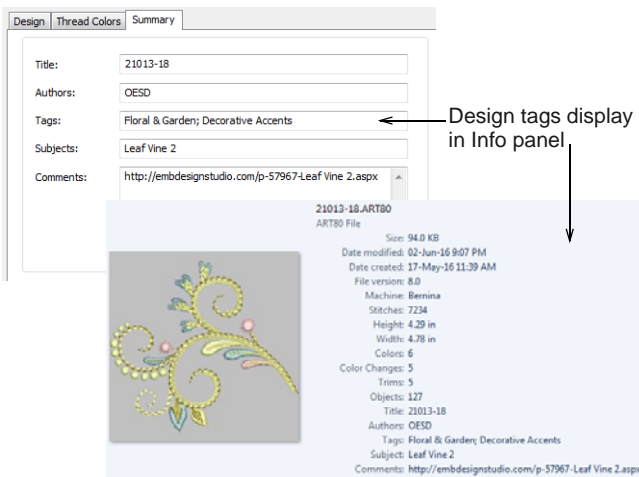 Design Thread Colors Summary
Title: 21013-18
Authors: OESD
Tags: Floral & Garden; Decorative Accents
Subjects: Leaf Vine 2
Comments: http://embdesignstudio.com/p-57967-Leaf Vine 2.aspx
Design tags display
in Info panel
21013-18.ART80
ART80 File
Size: 94.0 KB
Date modified: 02-Jun-16 9:07 PM
Date created: 17-May-16 11:39 AM
File version: 8.0
Machine: Bernina
Stitches: 7234
Height: 4.29 in
Width: 4.78 in
Colors: 6
Color Changes: 5
Trims: 5
Objects: 127
Title: 21013-18
Authors: OESD
Tags: Floral & Garden; Decorative Accents
Subject: Leaf Vine 2
Comments: http://embdesignstudio.com/p-57967-Leaf Vine 2.aspx